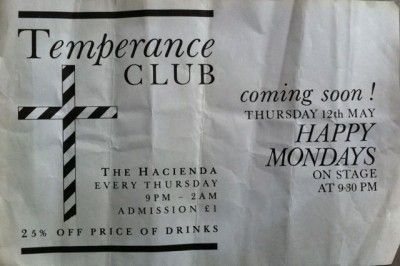 Temperance
CLUB
THE HACIENDA
EVERY THURSDAY
9PM – 2AM
ADMISSION £1
25% OFF PRICE OF DRINKS
coming soon !
THURSDAY 12th MAY
HAPPY
MONDAYS
ON STAGE
AT 9·30 PM